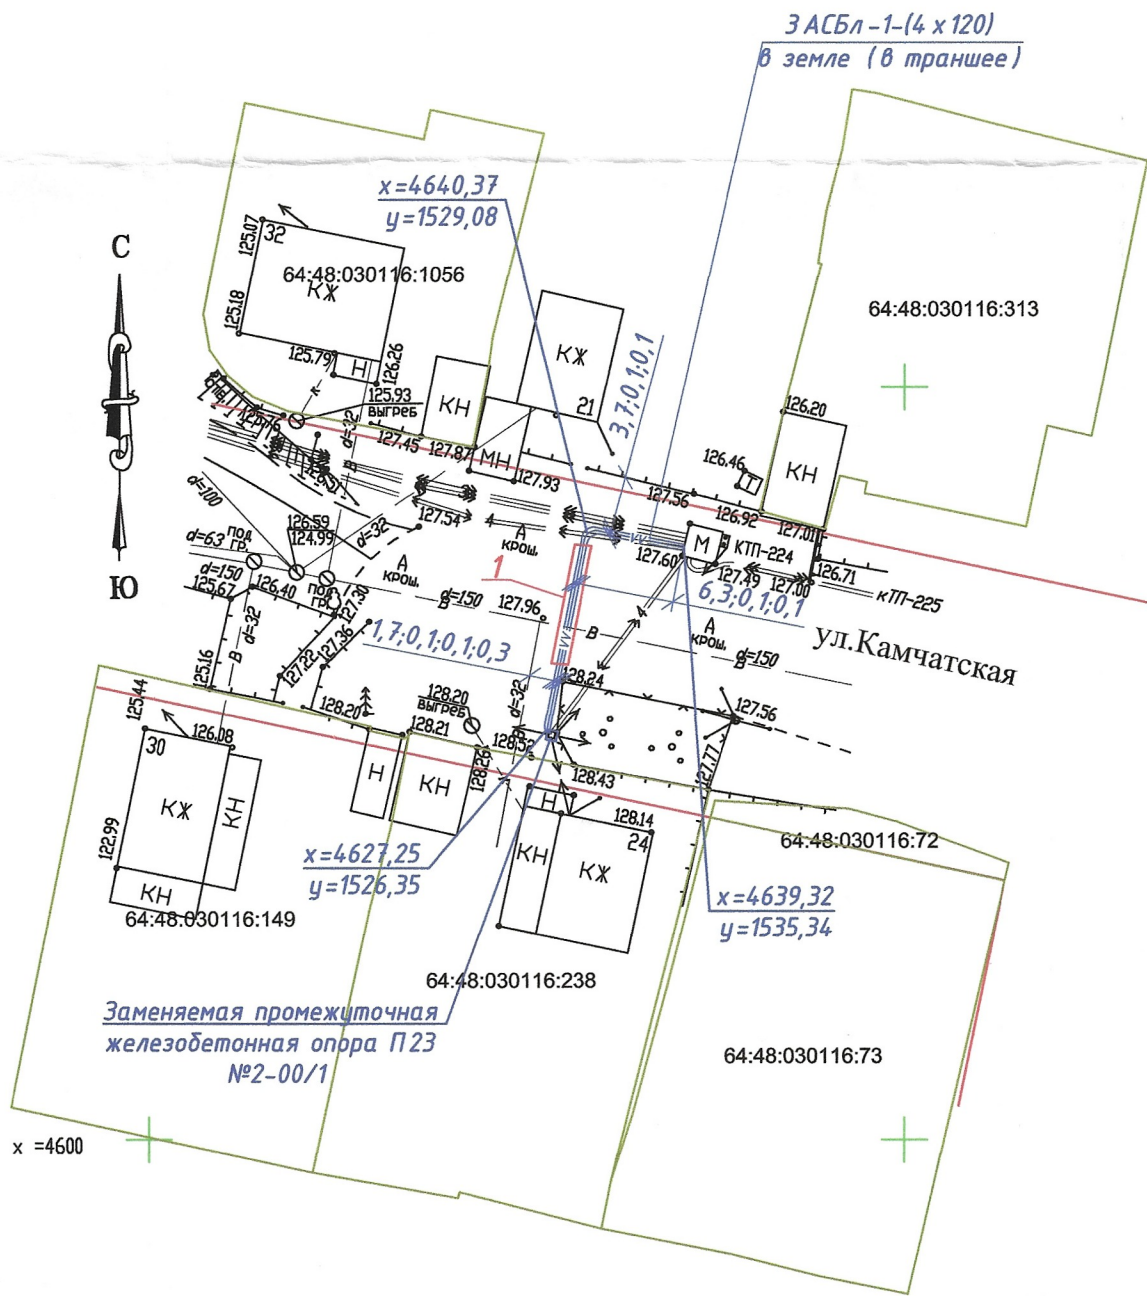 3 АСБл-1-(4 x 120)
в земле (в траншее)
x=4640,37
y=1529,08
С
Ю
125.07
32
64:48:030116:1056
КЖ
125.18
125.79
Н
126.26
125.93
ВЫГРЕБ
КН
КЖ
21
3,7;0,1;0,1
64:48:030116:313
126.20
КН
126.46
Т
125.76
d=32
В
К
127.45
127.87
МН
127.93
127.56
126.92
127.01
d=100
126.59
124.99
d=32
127.54
4
А
КРОШ.
127.60
М
КТП-224
127.49
127.00
126.71
КТП-225
d=63
ПОД
ГР.
d=150
125.67
126.40
ПОД
ГР.
127.30
А
КРОШ.
d=150
В
127.96
1
6,3;0,1;0,1
4
В
А
КРОШ.
d=150
В
ул.Камчатская
d=32
В
125.16
127.22
127.36
1,7;0,1;0,1;0,3
128.24
128.20
ВЫГРЕБ
d=32
В
127.56
125.44
30
126.08
128.20
128.21
128.26
128.52
128.43
127.77
КЖ
КН
Н
КН
К
Н
128.14
24
122.99
КН
КН
КЖ
64:48:030116:72
x=4627,25
y=1526,35
x=4639,32
y=1535,34
64:48:030116:149
64:48:030116:238
Заменяемая промежуточная
железобетонная опора П23
№2-00/1
64:48:030116:73
x =4600